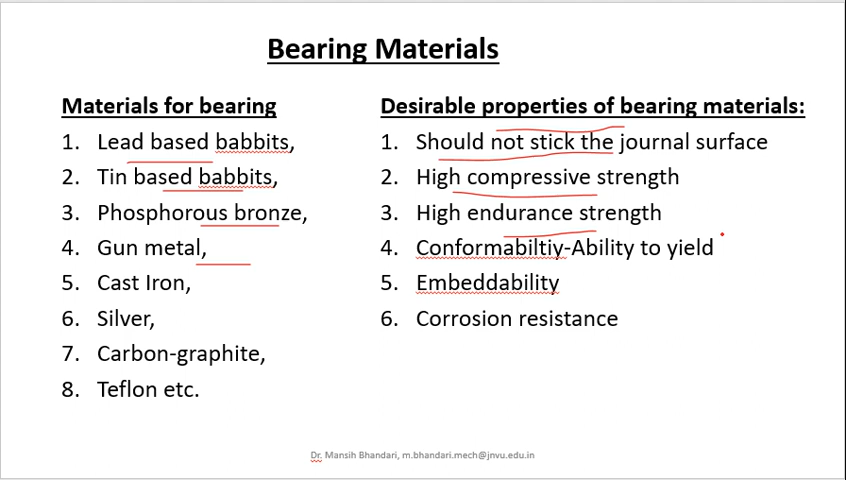 Bearing Materials
Materials for bearing
1. Lead based babbits,
2. Tin based babbits,
3. Phosphorous bronze,
4. Gun metal,
5. Cast Iron,
6. Silver,
7. Carbon-graphite,
8. Teflon etc.
Desirable properties of bearing materials:
1. Should not stick the journal surface
2. High compressive strength
3. High endurance strength
4. Conformabiltiy-Ability to yield
5. Embeddability
6. Corrosion resistance
Dr. Mansih Bhandari, m.bhandari.mech@jnvu.edu.in